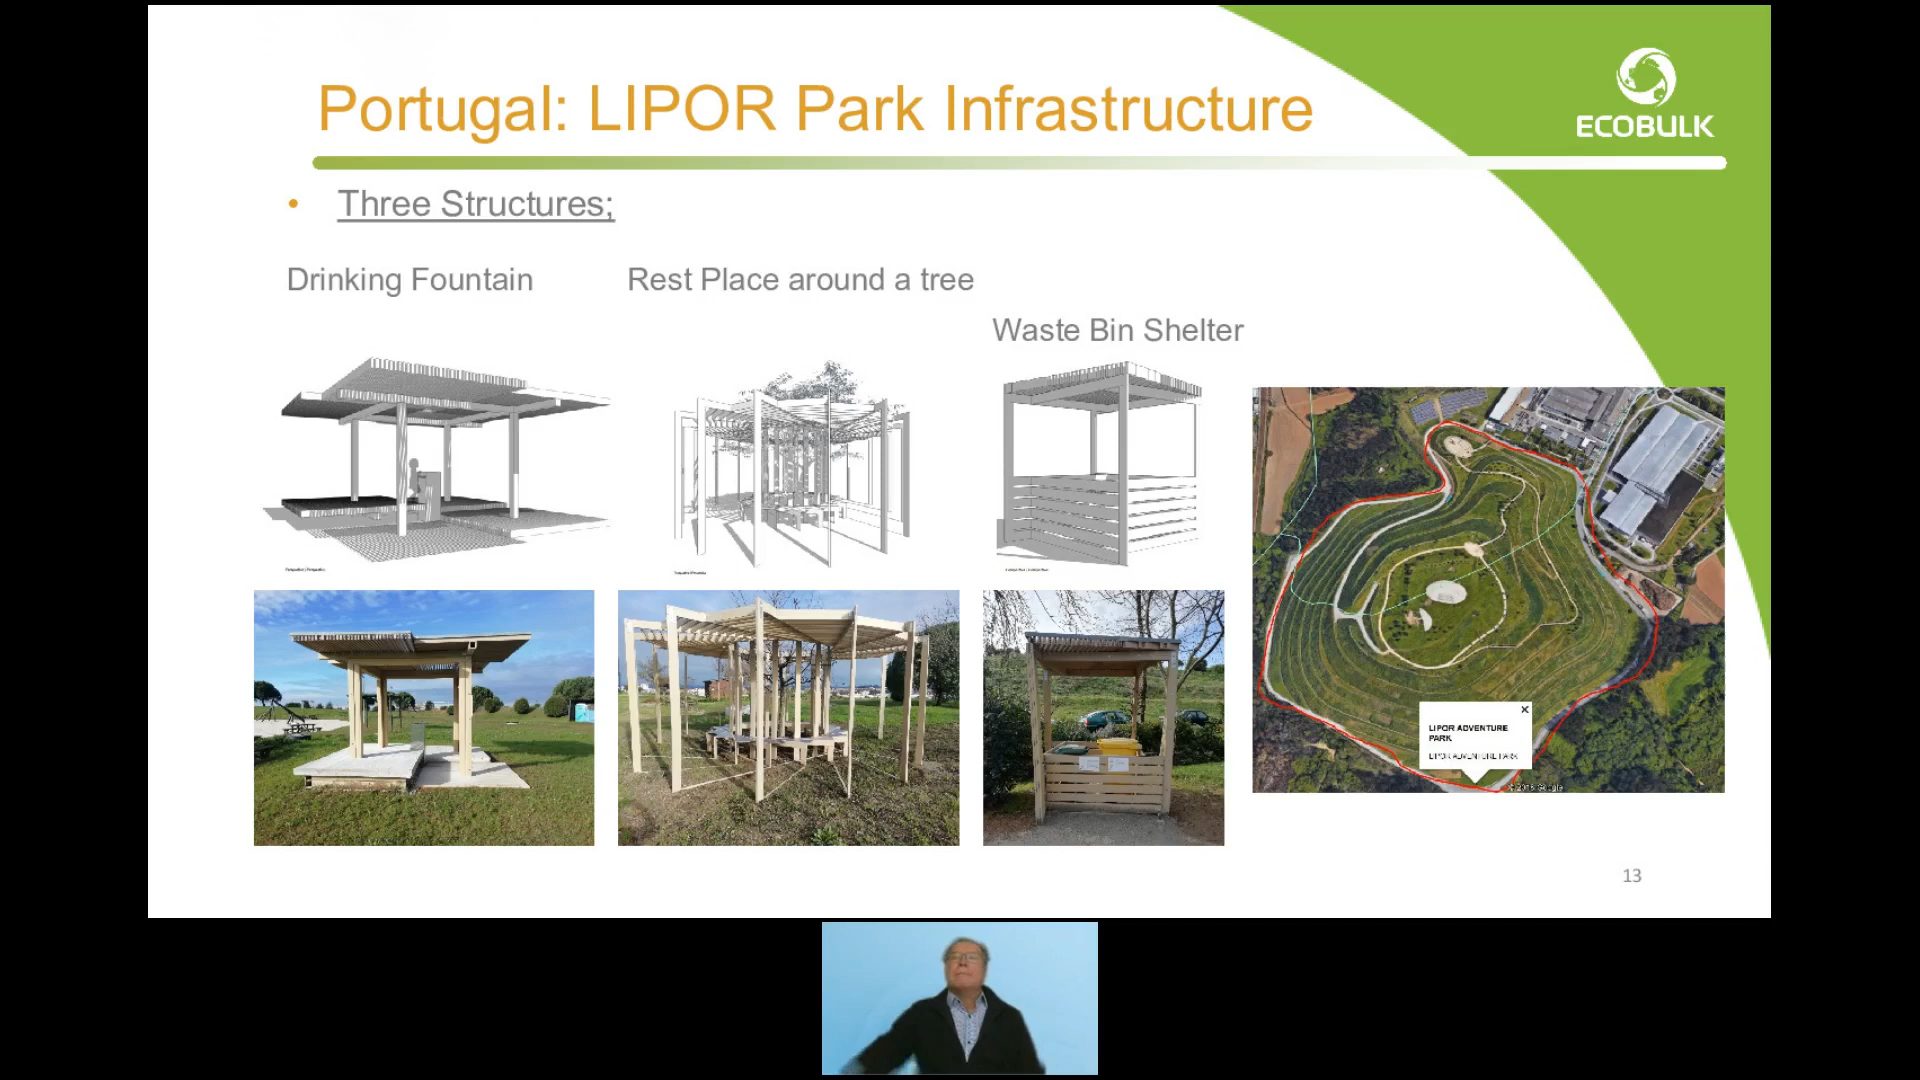 Portugal: LIPOR Park Infrastructure
ECOBULK
• Three Structures;
Drinking Fountain
Rest Place around a tree
Waste Bin Shelter
LIPOR ADVENTURE
PARK
LIPOR ADVENTURE PARK
13